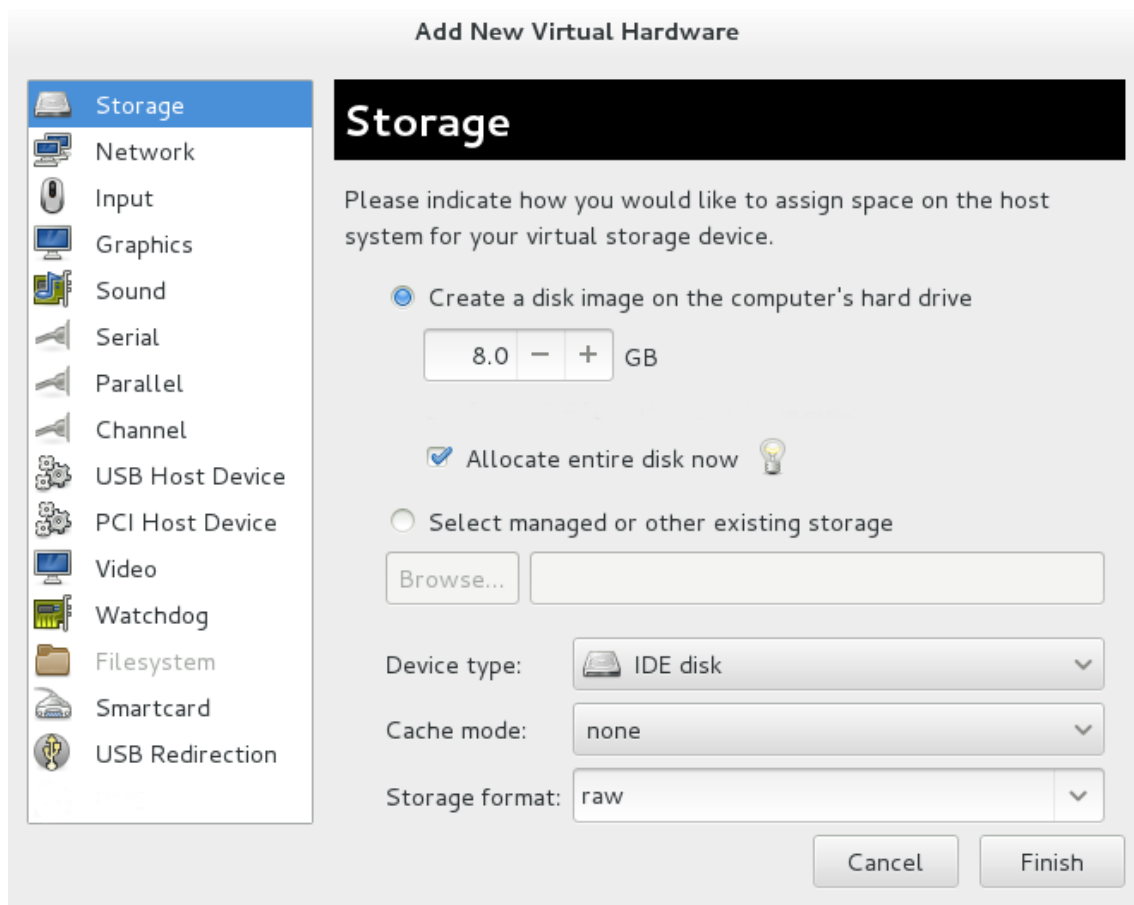 Add New Virtual Hardware
Storage
Network
Input
Graphics
Sound
Serial
Parallel
Channel
USB Host Device
PCI Host Device
Video
Watchdog
Filesystem
Smartcard
USB Redirection
Storage
Please indicate how you would like to assign space on the host
system for your virtual storage device.
Create a disk image on the computer's hard drive
8.0 − + GB
Allocate entire disk now
Select managed or other existing storage
Browse...
Device type: IDE disk
Cache mode: none
Storage format: raw
Cancel Finish